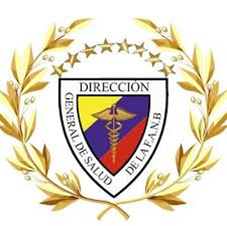 DIRECCIÓN
GENERAL DE SALUD
DE LA F.A.N.B